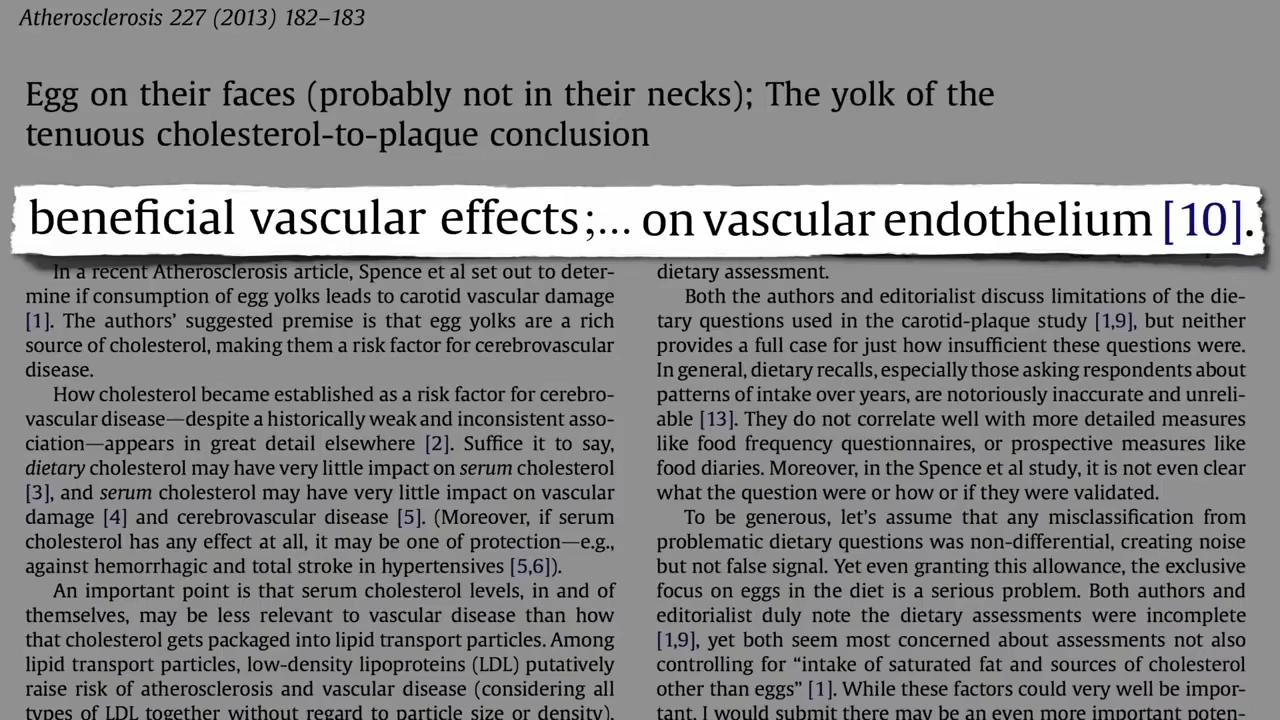 Atherosclerosis 227 (2013) 182–183
Egg on their faces (probably not in their necks); The yolk of the
tenuous cholesterol-to-plaque conclusion
beneficial vascular effects;... on vascular endothelium [10].
In a recent Atherosclerosis article, Spence et al set out to deter-
mine if consumption of egg yolks leads to carotid vascular damage
[1]. The authors’ suggested premise is that egg yolks are a rich
source of cholesterol, making them a risk factor for cerebrovascular
disease.
How cholesterol became established as a risk factor for cerebro-
vascular disease—despite a historically weak and inconsistent asso-
ciation—appears in great detail elsewhere [2]. Suffice it to say,
dietary cholesterol may have very little impact on serum cholesterol
[3], and serum cholesterol may have very little impact on vascular
damage [4] and cerebrovascular disease [5]. (Moreover, if serum
cholesterol has any effect at all, it may be one of protection—e.g.,
against hemorrhagic and total stroke in hypertensives [5,6]).
An important point is that serum cholesterol levels, in and of
themselves, may be less relevant to vascular disease than how
that cholesterol gets packaged into lipid transport particles. Among
lipid transport particles, low-density lipoproteins (LDL) putatively
raise risk of atherosclerosis and vascular disease (considering all
types of LDL together without regard to particle size or density).
dietary assessment.
Both the authors and editorialist discuss limitations of the die-
tary questions used in the carotid-plaque study [1,9], but neither
provides a full case for just how insufficient these questions were.
In general, dietary recalls, especially those asking respondents about
patterns of intake over years, are notoriously inaccurate and unreli-
able [13]. They do not correlate well with more detailed measures
like food frequency questionnaires, or prospective measures like
food diaries. Moreover, in the Spence et al study, it is not even clear
what the question were or how or if they were validated.
To be generous, let’s assume that any misclassification from
problematic dietary questions was non-differential, creating noise
but not false signal. Yet even granting this allowance, the exclusive
focus on eggs in the diet is a serious problem. Both authors and
editorialist duly note the dietary assessments were incomplete
[1,9], yet both seem most concerned about assessments not also
controlling for “intake of saturated fat and sources of cholesterol
other than eggs” [1]. While these factors could very well be impor-
tant, I would submit there may be an even more important poten-